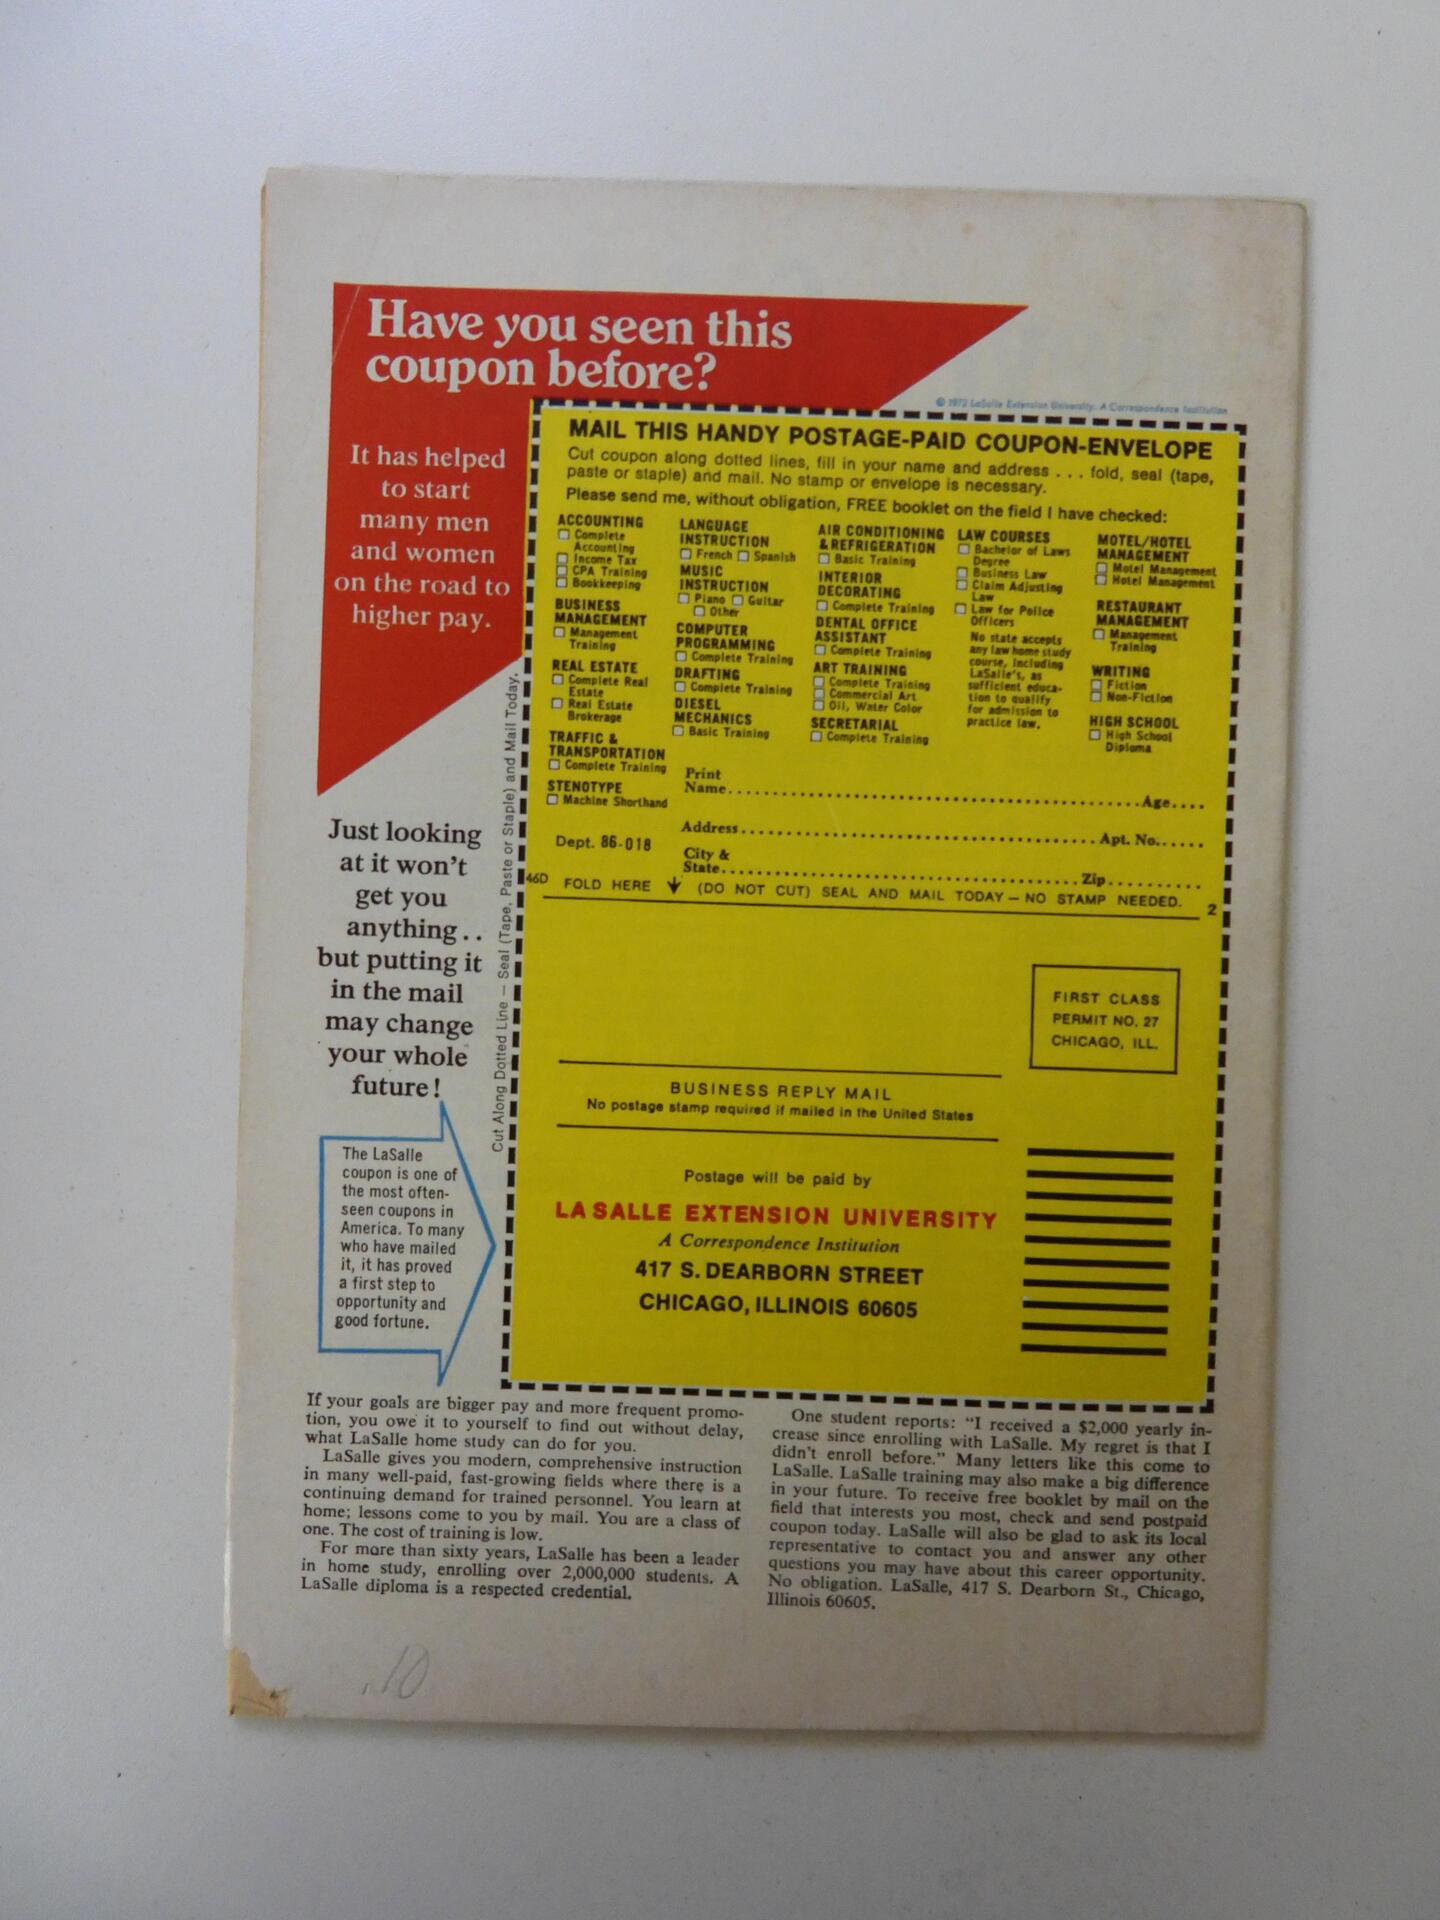 Have you seen this
coupon before?
© 1972 LaSalle Extension University. A Correspondence Institution
It has helped
to start
many men
and women
on the road to
higher pay.
Just looking
at it won't
get you
anything..
but putting it
in the mail
may change
your whole
future!
The LaSalle
coupon is one of
the most often-
seen coupons in
America. To many
who have mailed
it, it has proved
a first step to
opportunity and
good fortune.
Cut Along Dotted Line — Seal (Tape, Paste or Staple) and Mail Today.
MAIL THIS HANDY POSTAGE-PAID COUPON-ENVELOPE
Cut coupon along dotted lines, fill in your name and address . . . fold, seal (tape,
paste or staple) and mail. No stamp or envelope is necessary.
Please send me, without obligation, FREE booklet on the field I have checked:
ACCOUNTING
Complete
Accounting
Income Tax
CPA Training
Bookkeeping
BUSINESS
MANAGEMENT
Management
Training
REAL ESTATE
Complete Real
Estate
Real Estate
Brokerage
TRAFFIC &
TRANSPORTATION
Complete Training
STENOTYPE
Machine Shorthand
LANGUAGE
INSTRUCTION
French Spanish
MUSIC
INSTRUCTION
Piano Guitar
Other
COMPUTER
PROGRAMMING
Complete Training
DRAFTING
Complete Training
DIESEL
MECHANICS
Basic Training
AIR CONDITIONING
& REFRIGERATION
Basic Training
INTERIOR
DECORATING
Complete Training
DENTAL OFFICE
ASSISTANT
Complete Training
ART TRAINING
Complete Training
Commercial Art
Oil, Water Color
SECRETARIAL
Complete Training
LAW COURSES
Bachelor of Laws
Degree
Business Law
Claim Adjusting
Law
Law for Police
Officers
No state accepts
any law home study
course, including
LaSalle's, as
sufficient educa-
tion to qualify
for admission to
practice law.
MOTEL/HOTEL
MANAGEMENT
Motel Management
Hotel Management
RESTAURANT
MANAGEMENT
Management
Training
WRITING
Fiction
Non-Fiction
HIGH SCHOOL
High School
Diploma
Print
Name.....Age....
Address.....Apt. No......
Dept. 86-018
City &
State.....Zip.....
46D FOLD HERE (DO NOT CUT) SEAL AND MAIL TODAY — NO STAMP NEEDED. 2
FIRST CLASS
PERMIT NO. 27
CHICAGO, ILL.
BUSINESS REPLY MAIL
No postage stamp required if mailed in the United States
Postage will be paid by
LA SALLE EXTENSION UNIVERSITY
A Correspondence Institution
417 S. DEARBORN STREET
CHICAGO, ILLINOIS 60605
If your goals are bigger pay and more frequent promo-
tion, you owe it to yourself to find out without delay,
what LaSalle home study can do for you.
LaSalle gives you modern, comprehensive instruction
in many well-paid, fast-growing fields where there is a
continuing demand for trained personnel. You learn at
home; lessons come to you by mail. You are a class of
one. The cost of training is low.
For more than sixty years, LaSalle has been a leader
in home study, enrolling over 2,000,000 students. A
LaSalle diploma is a respected credential.
One student reports: "I received a $2,000 yearly in-
crease since enrolling with LaSalle. My regret is that I
didn't enroll before." Many letters like this come to
LaSalle. LaSalle training may also make a big difference
in your future. To receive free booklet by mail on the
field that interests you most, check and send postpaid
coupon today. LaSalle will also be glad to ask its local
representative to contact you and answer any other
questions you may have about this career opportunity.
No obligation. LaSalle, 417 S. Dearborn St., Chicago,
Illinois 60605.
.10